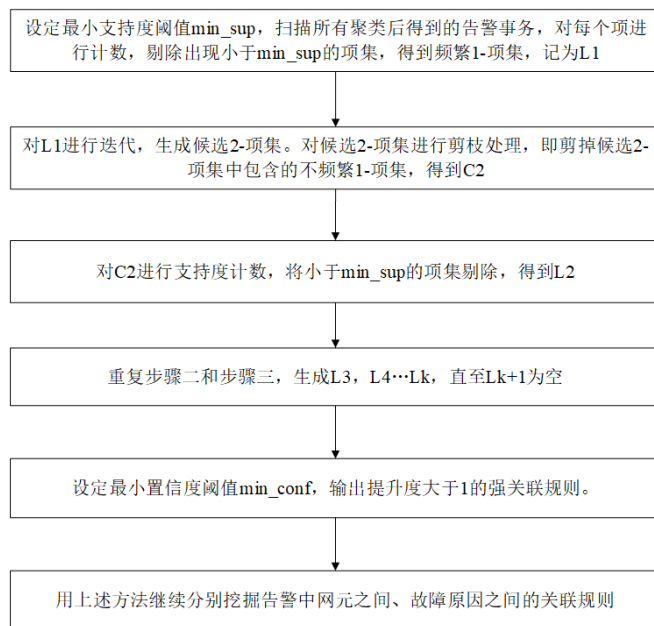 设定最小支持度阈值min_sup，扫描所有聚类后得到的告警事务，对每个项进
行计数，剔除出现小于min_sup的项集，得到频繁1-项集，记为L1
对L1进行迭代，生成候选2-项集。对候选2-项集进行剪枝处理，即剪掉候选2-
项集中包含的不频繁1-项集，得到C2
对C2进行支持度计数，将小于min_sup的项集剔除，得到L2
重复步骤二和步骤三，生成L3，L4…Lk，直至Lk+1为空
设定最小置信度阈值min_conf，输出提升度大于1的强关联规则。
用上述方法继续分别挖掘告警中网元之间、故障原因之间的关联规则